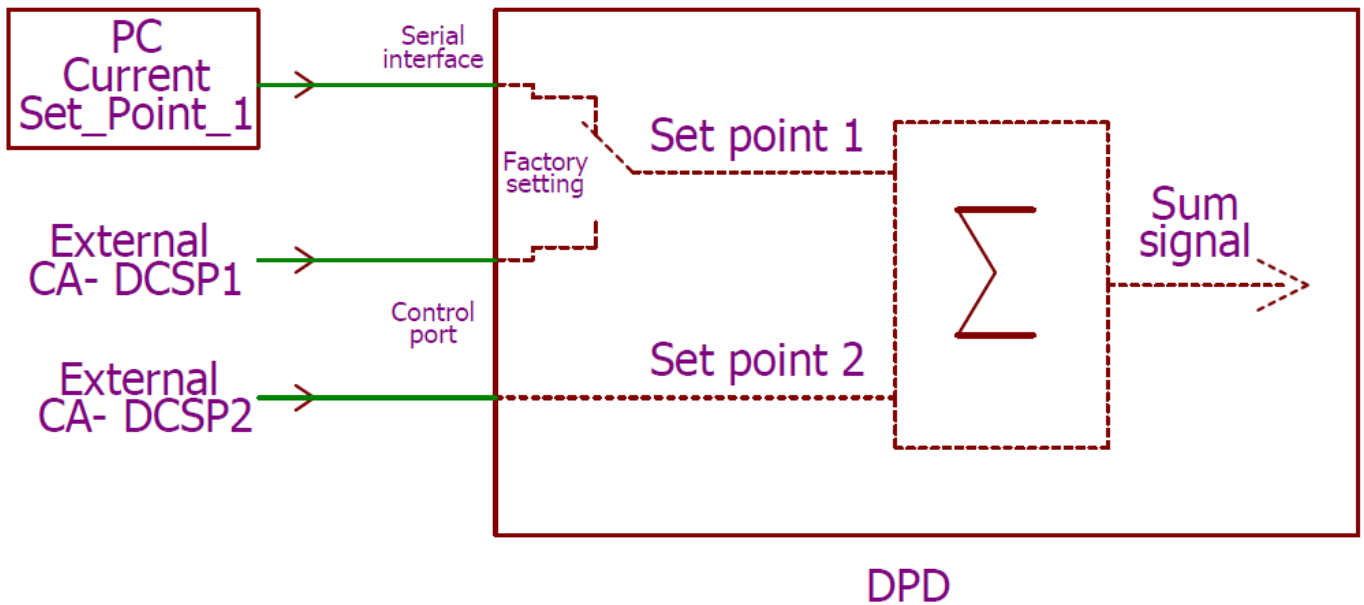 PC
Current
Set_Point_1
Serial
interface
Set point 1
Factory
setting
External
CA- DCSP1
Sum
signal
Control
port
Set point 2
External
CA- DCSP2
Σ
DPD